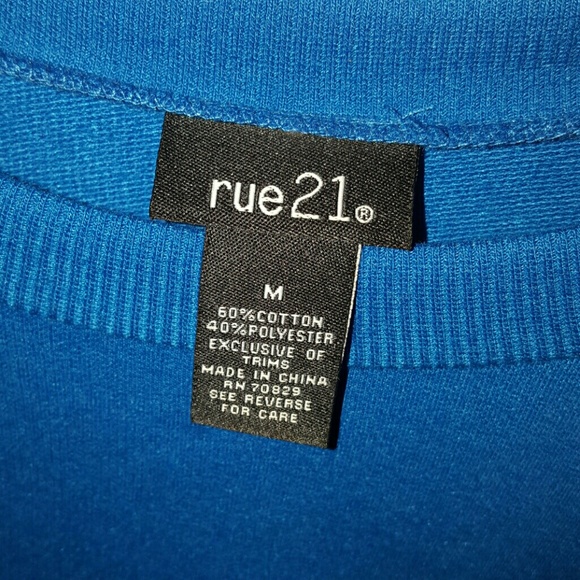 rue21®
M
60%COTTON
40%POLYESTER
EXCLUSIVE OF
TRIMS
MADE IN CHINA
RN 70829
SEE REVERSE
FOR CARE